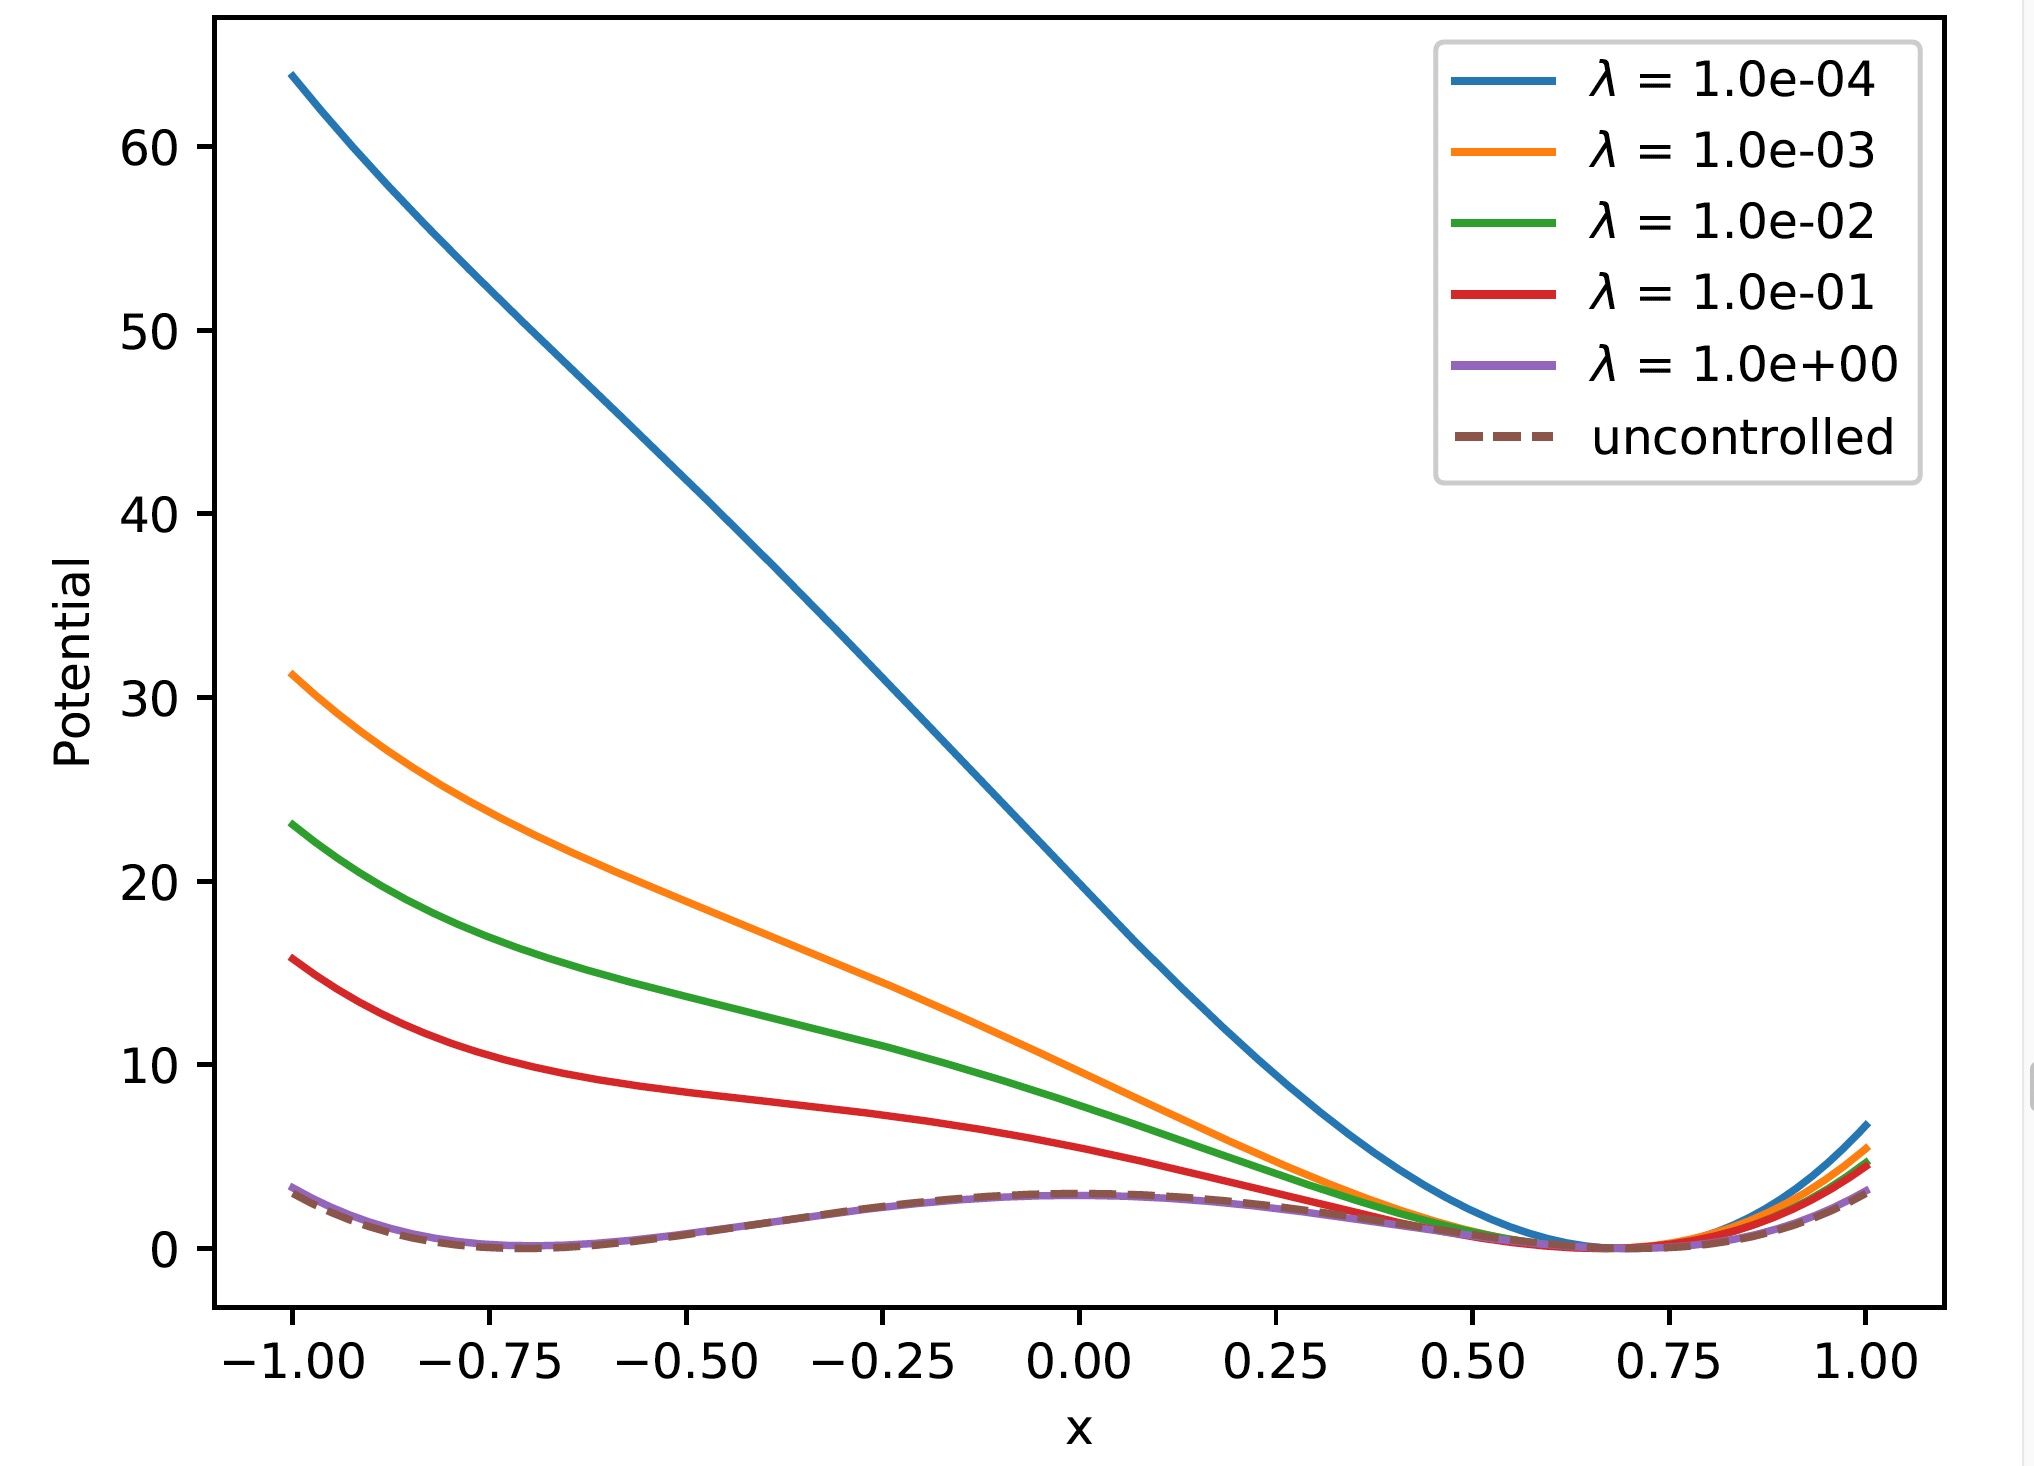 λ = 1.0e-04
λ = 1.0e-03
λ = 1.0e-02
λ = 1.0e-01
λ = 1.0e+00
uncontrolled
Potential
60
50
40
30
20
10
0
−1.00 −0.75 −0.50 −0.25 0.00 0.25 0.50 0.75 1.00
x